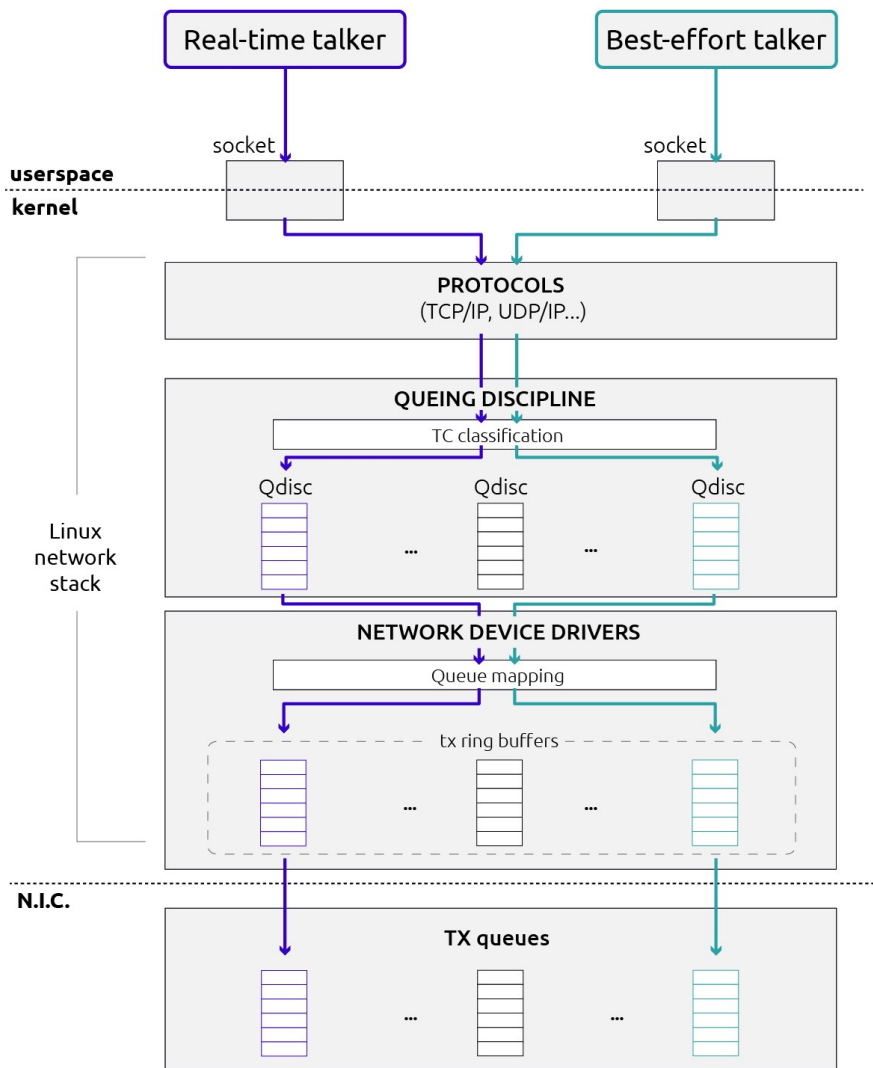 Real-time talker
Best-effort talker
socket
socket
userspace
kernel
PROTOCOLS
(TCP/IP, UDP/IP...)
QUEING DISCIPLINE
TC classification
Qdisc
Qdisc
Qdisc
...
...
Linux
network
stack
NETWORK DEVICE DRIVERS
Queue mapping
tx ring buffers
...
...
N.I.C.
TX queues
...
...